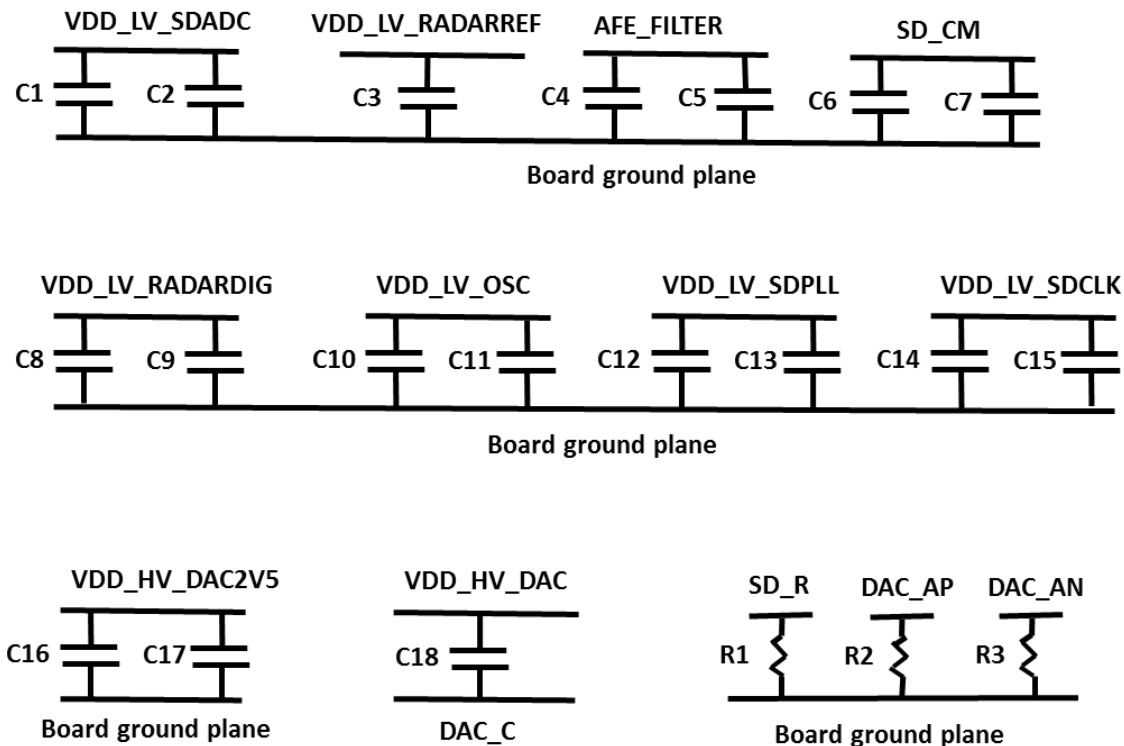 VDD_LV_SDADC VDD_LV_RADARREF AFE_FILTER SD_CM
C1 C2 C3 C4 C5 C6 C7
Board ground plane
VDD_LV_RADARDIG VDD_LV_OSC VDD_LV_SDPLL VDD_LV_SDCLK
C8 C9 C10 C11 C12 C13 C14 C15
Board ground plane
VDD_HV_DAC2V5 VDD_HV_DAC SD_R DAC_AP DAC_AN
C16 C17 C18 R1 R2 R3
Board ground plane DAC_C Board ground plane